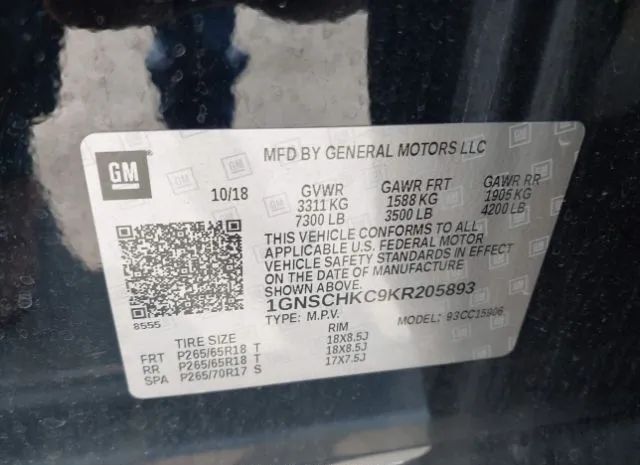 GM
MFD BY GENERAL MOTORS LLC
10/18
GVWR GAWR FRT GAWR RR
3311 KG 1588 KG 1905 KG
7300 LB 3500 LB 4200 LB
THIS VEHICLE CONFORMS TO ALL
APPLICABLE U.S. FEDERAL MOTOR
VEHICLE SAFETY STANDARDS IN EFFECT
ON THE DATE OF MANUFACTURE
SHOWN ABOVE.
1GNSCHKC9KR205893
8555
TYPE: M.P.V. MODEL: 93CC15906
TIRE SIZE RIM
FRT P265/65R18 T 18X8.5J
RR P265/65R18 T 18X8.5J
SPA P265/70R17 S 17X7.5J